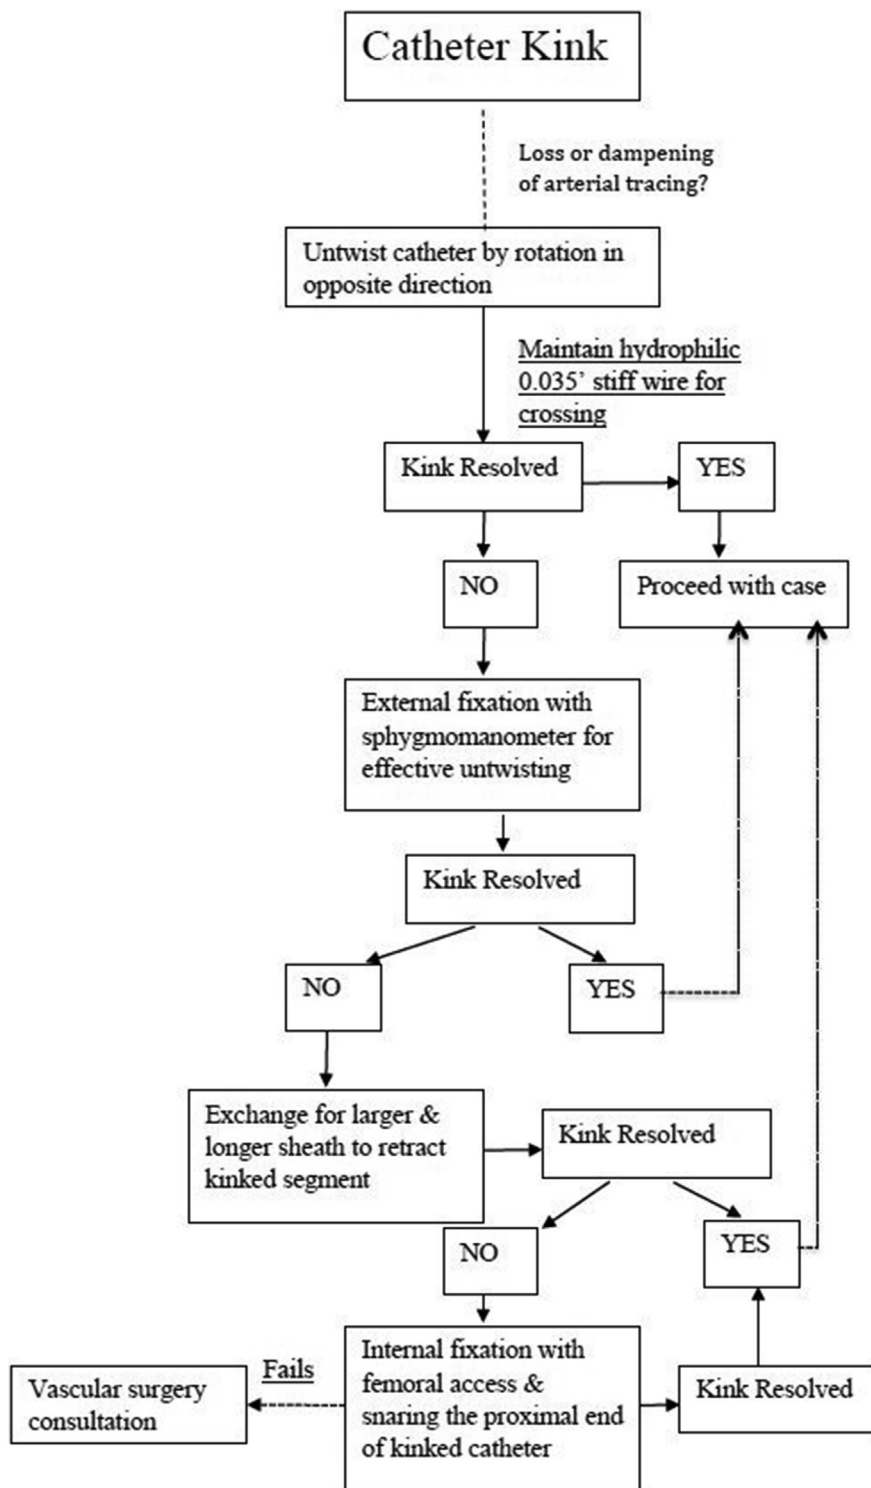 Catheter Kink
Loss or dampening
of arterial tracing?
Untwist catheter by rotation in
opposite direction
Maintain hydrophilic
0.035’ stiff wire for
crossing
Kink Resolved
YES
NO
Proceed with case
External fixation with
sphygmomanometer for
effective untwisting
Kink Resolved
NO
YES
Exchange for larger &
longer sheath to retract
kinked segment
Kink Resolved
NO
YES
Internal fixation with
femoral access &
snaring the proximal end
of kinked catheter
Fails
Vascular surgery
consultation
Kink Resolved